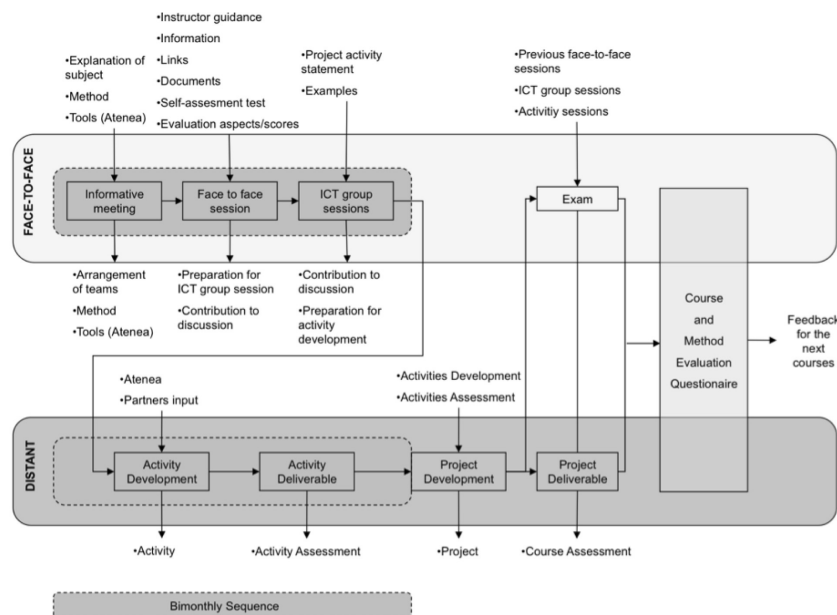 •Instructor guidance
•Information
•Links
•Documents
•Self-assesment test
•Evaluation aspects/scores
•Explanation of
subject
•Method
•Tools (Atenea)
•Project activity
statement
•Examples
•Previous face-to-face
sessions
•ICT group sessions
•Activitiy sessions
FACE-TO-FACE
Informative
meeting
Face to face
session
ICT group
sessions
Exam
•Arrangement
of teams
•Method
•Tools (Atenea)
•Preparation for
ICT group session
•Contribution to
discussion
•Contribution to
discussion
•Preparation for
activity
development
Course
and
Method
Evaluation
Questionaire
Feedback
for the
next
courses
•Atenea
•Partners input
•Activities Development
•Activities Assessment
DISTANT
Activity
Development
Activity
Deliverable
Project
Development
Project
Deliverable
•Activity
•Activity Assessment
•Project
•Course Assessment
Bimonthly Sequence